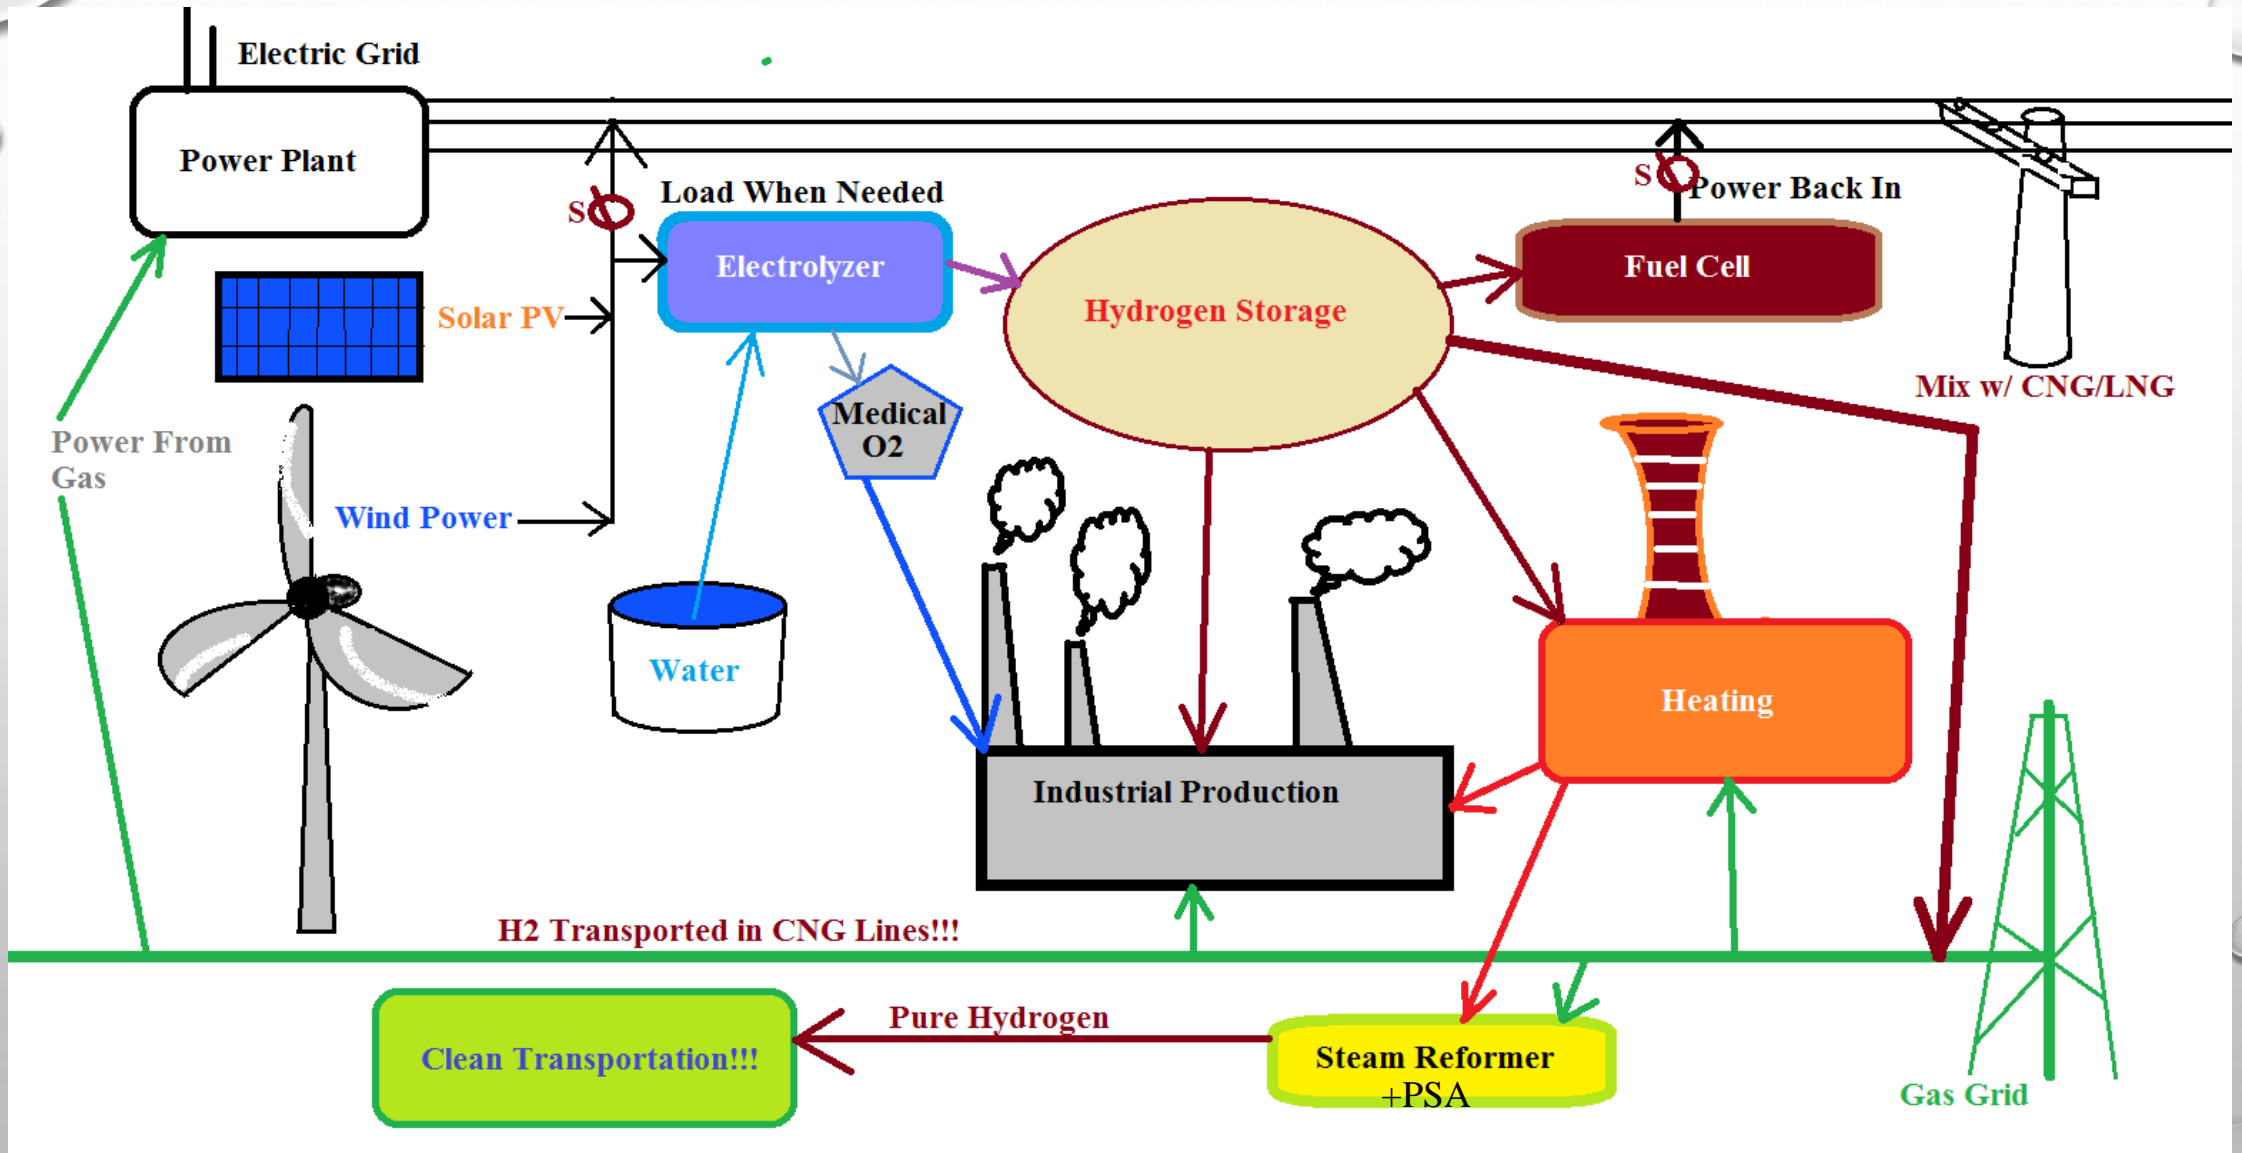 Electric Grid
Power Plant
S
Load When Needed
S
Power Back In
Electrolyzer
Fuel Cell
Solar PV
Hydrogen Storage
Mix w/ CNG/LNG
Medical
O2
Power From
Gas
Wind Power
Water
Heating
Industrial Production
H2 Transported in CNG Lines!!!
Pure Hydrogen
Clean Transportation!!!
Steam Reformer
+PSA
Gas Grid